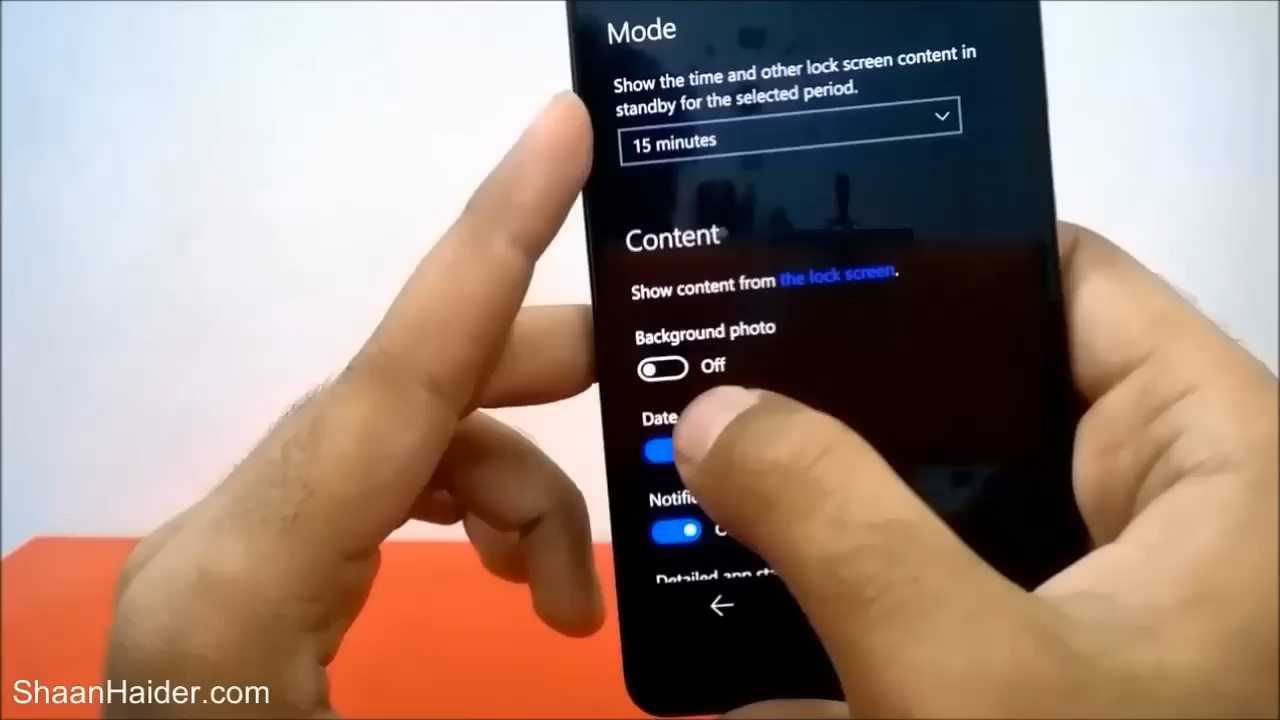 Mode
Show the time and other lock screen content in
standby for the selected period.
15 minutes
Content
Show content from the lock screen.
Background photo
Off
Date
ShaanHaider.com